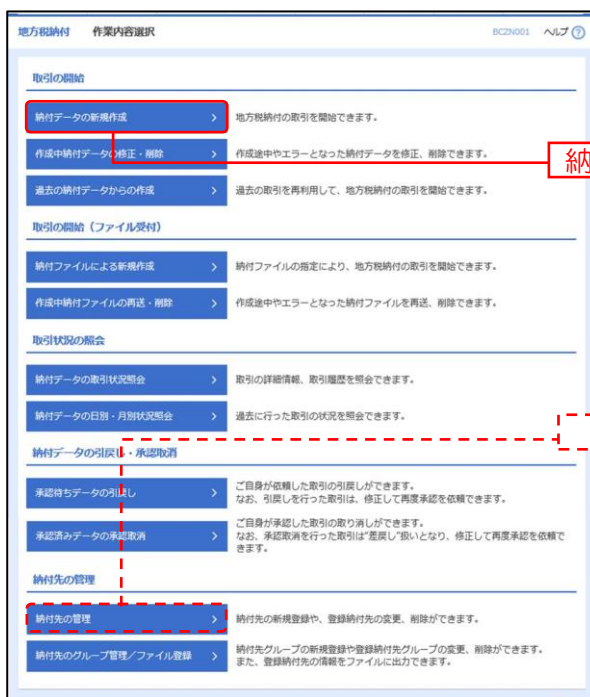 地方税納付 作業内容選択 BCZN001 ヘルプ ?
取引の開始
納付データの新規作成 > 地方税納付の取引を開始できます。
作成中納付データの修正・削除 > 作成途中やエラーとなった納付データを修正、削除できます。
納
過去の納付データからの作成 > 過去の取引を再利用して、地方税納付の取引を開始できます。
取引の開始（ファイル受付）
納付ファイルによる新規作成 > 納付ファイルの指定により、地方税納付の取引を開始できます。
作成中納付ファイルの再送・削除 > 作成途中やエラーとなった納付ファイルを再送、削除できます。
取引状況の照会
納付データの取引状況照会 > 取引の詳細情報、取引履歴を照会できます。
納付データの日別・月別状況照会 > 過去に行った取引の状況を照会できます。
納付データの引戻し・承認取消
承認待ちデータの引戻し > ご自身が依頼した取引の引戻しができます。
なお、引戻しを行った取引は、修正して再度承認を依頼できます。
承認済みデータの承認取消 > ご自身が承認した取引の取り消しができます。
なお、承認取消を行った取引は“差戻し”扱いとなり、修正して再度承認を依頼で
きます。
納付先の管理
納付先の管理 > 納付先の新規登録や、登録納付先の変更、削除ができます。
納付先のグループ管理／ファイル登録 > 納付先グループの新規登録や登録納付先グループの変更、削除ができます。
また、登録納付先の情報をファイルに出力できます。